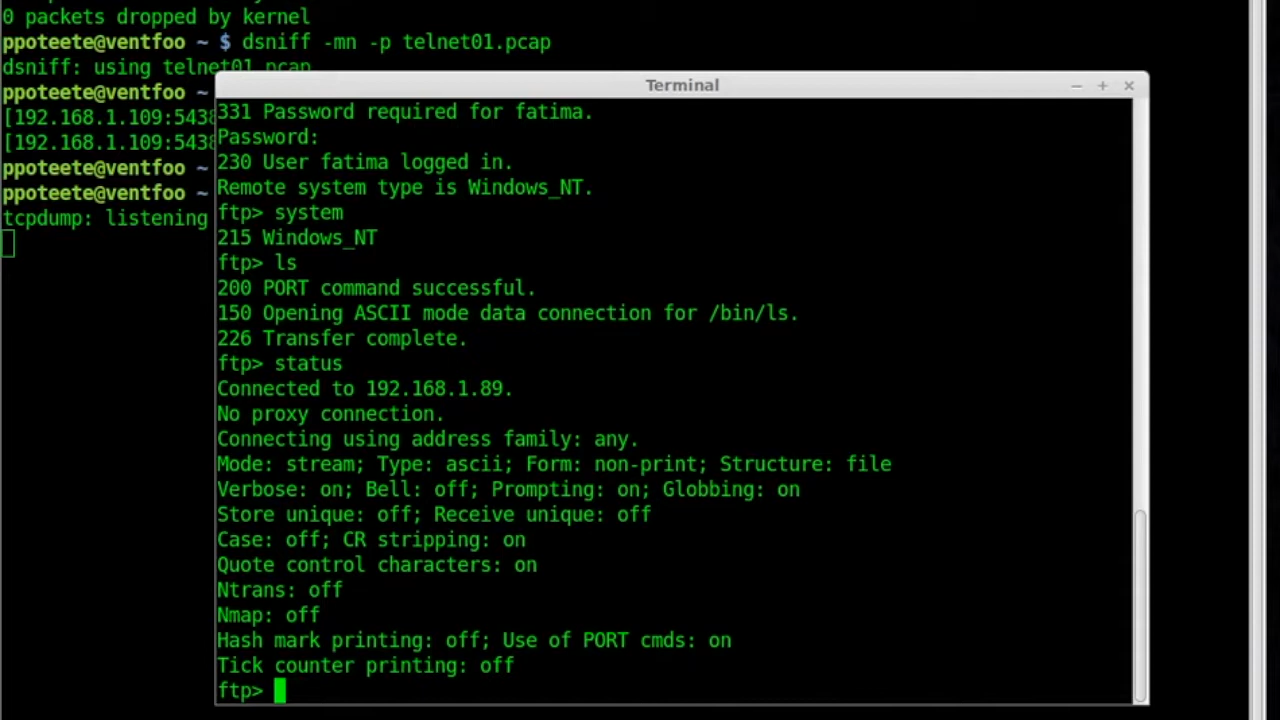 0 packets dropped by kernel
ppoteete@ventfoo ~ $ dsniff -mn -p telnet01.pcap
dsniff: using telnet01.pcap
ppoteete@ventfoo ~
[192.168.1.109:5438
[192.168.1.109:5438
ppoteete@ventfoo ~
ppoteete@ventfoo ~
tcpdump: listening
Terminal
331 Password required for fatima.
Password:
230 User fatima logged in.
Remote system type is Windows_NT.
ftp> system
215 Windows_NT
ftp> ls
200 PORT command successful.
150 Opening ASCII mode data connection for /bin/ls.
226 Transfer complete.
ftp> status
Connected to 192.168.1.89.
No proxy connection.
Connecting using address family: any.
Mode: stream; Type: ascii; Form: non-print; Structure: file
Verbose: on; Bell: off; Prompting: on; Globbing: on
Store unique: off; Receive unique: off
Case: off; CR stripping: on
Quote control characters: on
Ntrans: off
Nmap: off
Hash mark printing: off; Use of PORT cmds: on
Tick counter printing: off
ftp>